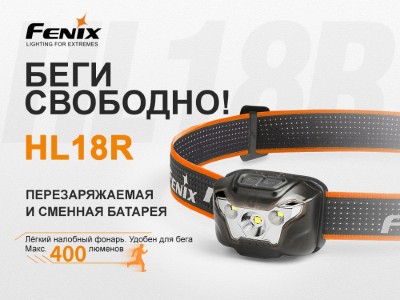 FENIX
LIGHTING FOR EXTREMES
БЕГИ
СВОБОДНО!
HL18R
ПЕРЕЗАРЯЖАЕМАЯ
И СМЕННАЯ БАТАРЕЯ
Лёгкий налобный фонарь. Удобен для бега
Макс. 400 люменов
HL18R
FENIX
FENIX